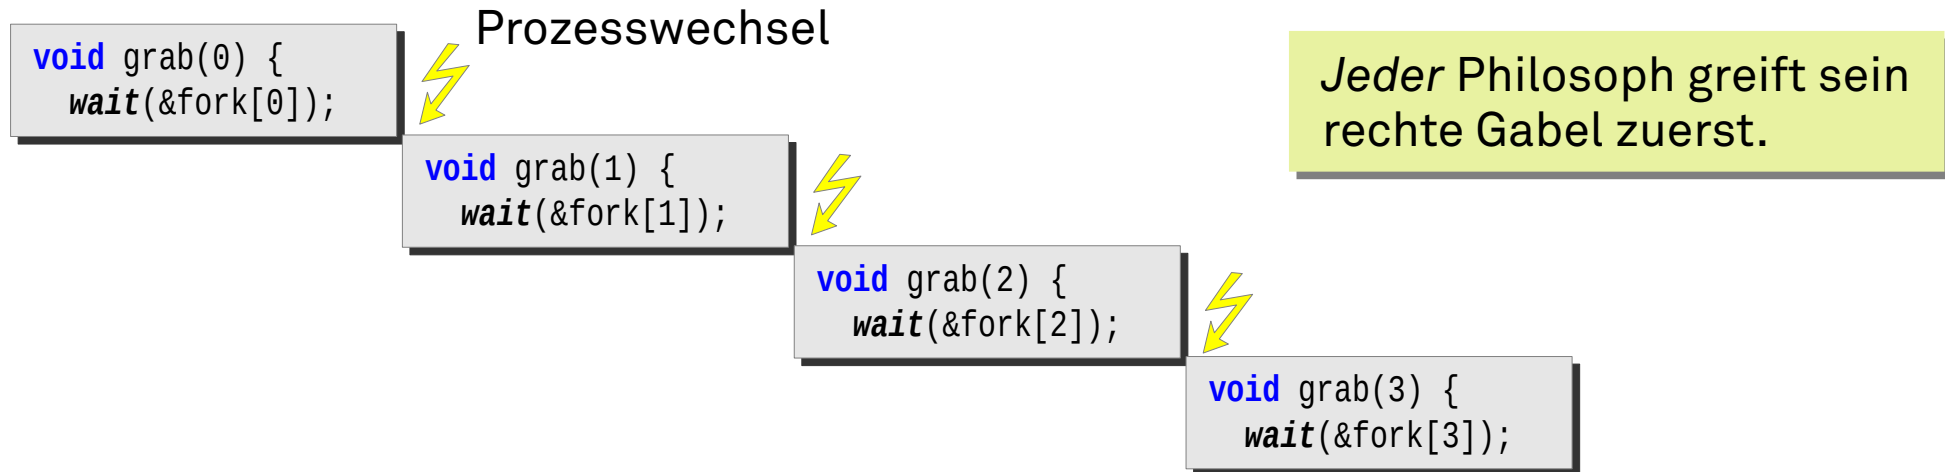 Prozesswechsel
void grab(0) {
wait(&fork[0]);
Jeder Philosoph greift sein
rechte Gabel zuerst.
void grab(1) {
wait(&fork[1]);
void grab(2) {
wait(&fork[2]);
void grab(3) {
wait(&fork[3]);